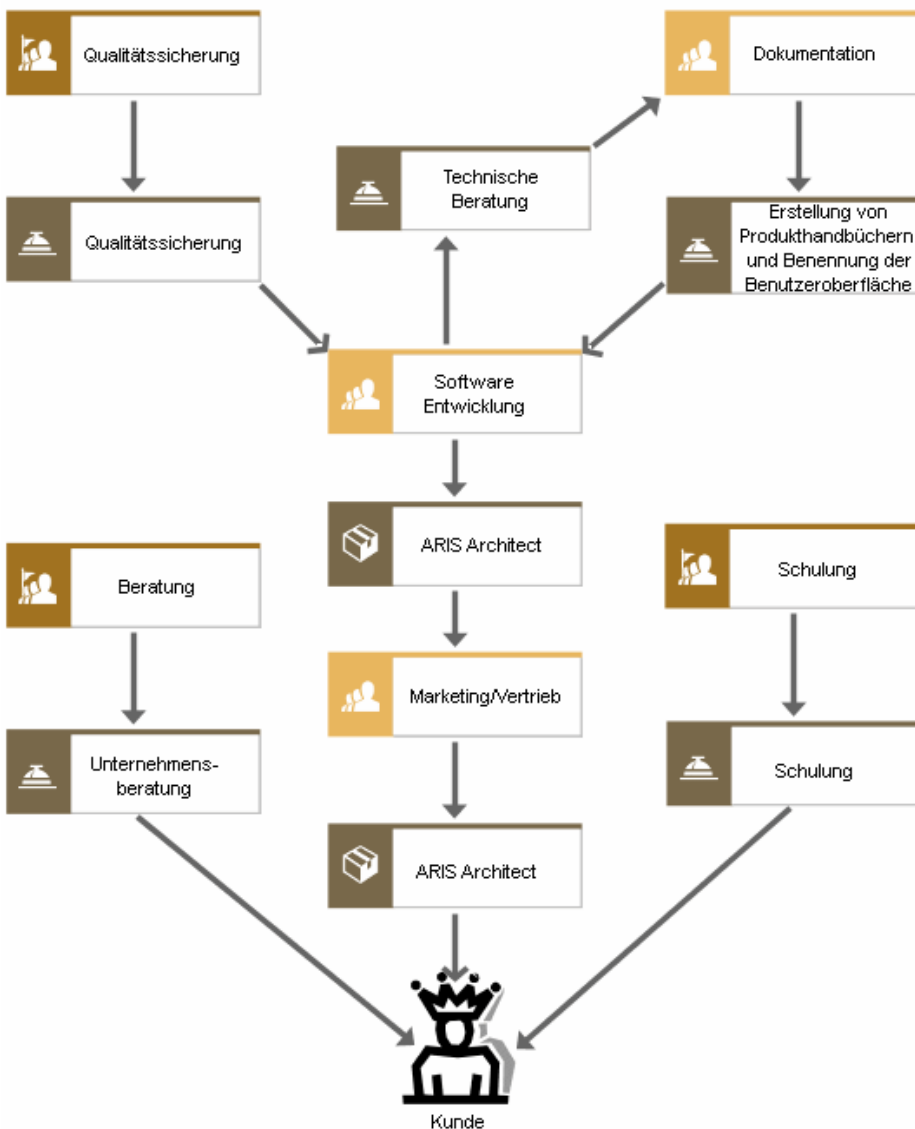 Qualitätssicherung
Dokumentation
Technische
Beratung
Qualitätssicherung
Erstellung von
Produkthandbüchern
und Benennung der
Benutzeroberfläche
Software
Entwicklung
ARIS Architect
Beratung
Schulung
Marketing/Vertrieb
Unternehmens-
beratung
Schulung
ARIS Architect
Kunde